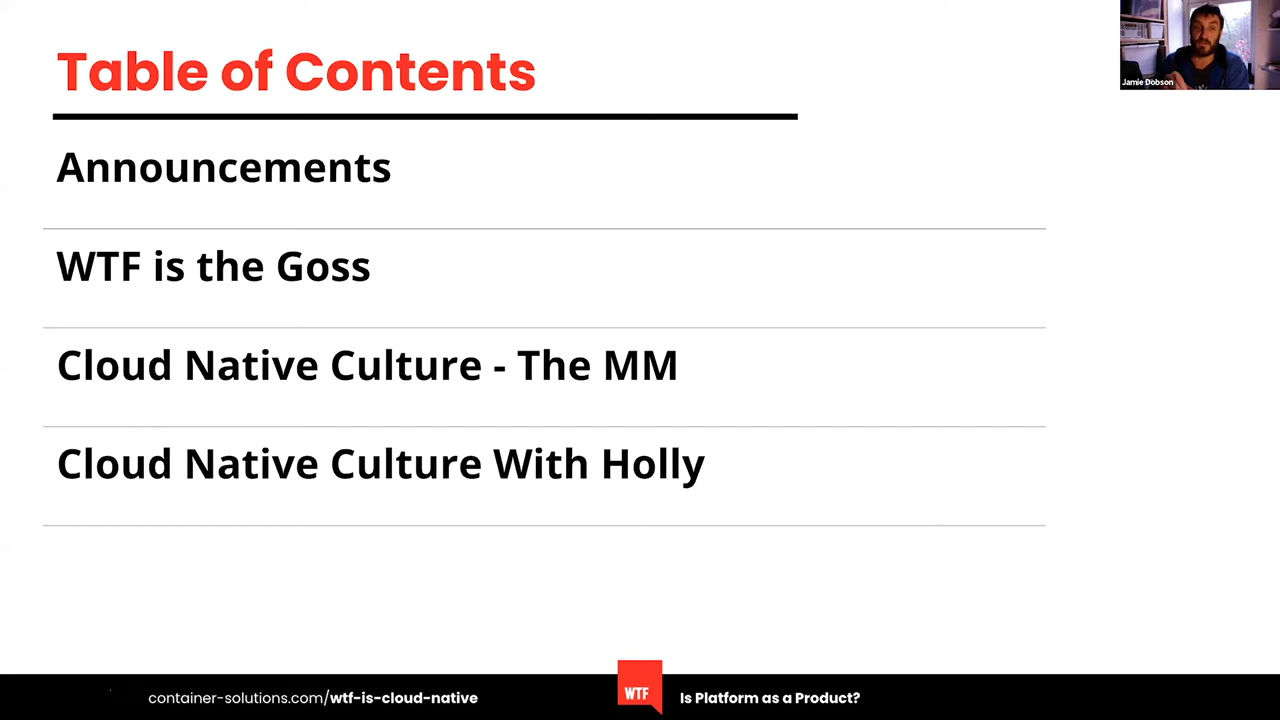 Table of Contents
Jamie Dobson
Announcements
WTF is the Goss
Cloud Native Culture - The MM
Cloud Native Culture With Holly
container-solutions.com/wtf-is-cloud-native
WTF
Is Platform as a Product?